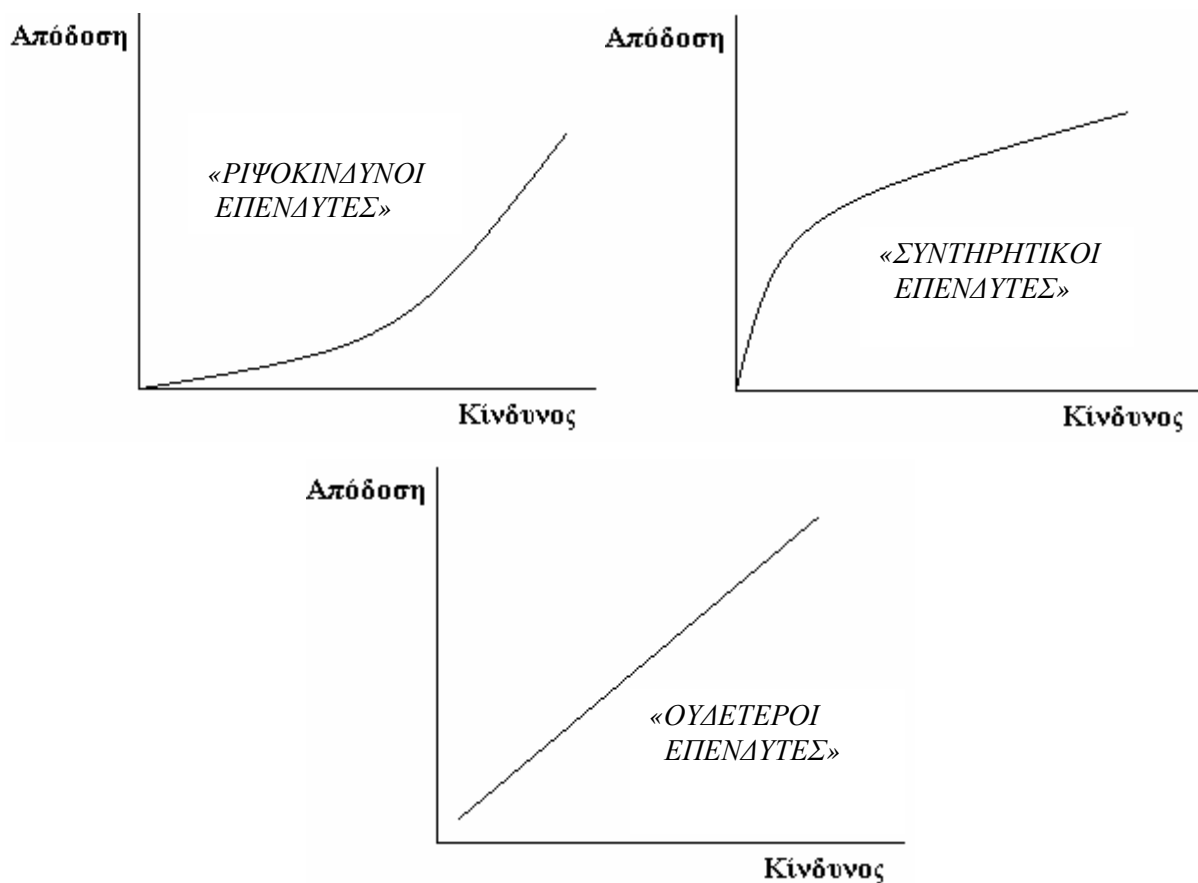 Απόδοση
«ΡΙΨΟΚΙΝΔΥΝΟΙ
ΕΠΕΝΔΥΤΕΣ»
Κίνδυνος
Απόδοση
«ΣΥΝΤΗΡΗΤΙΚΟΙ
ΕΠΕΝΔΥΤΕΣ»
Κίνδυνος
Απόδοση
«ΟΥΔΕΤΕΡΟΙ
ΕΠΕΝΔΥΤΕΣ»
Κίνδυνος